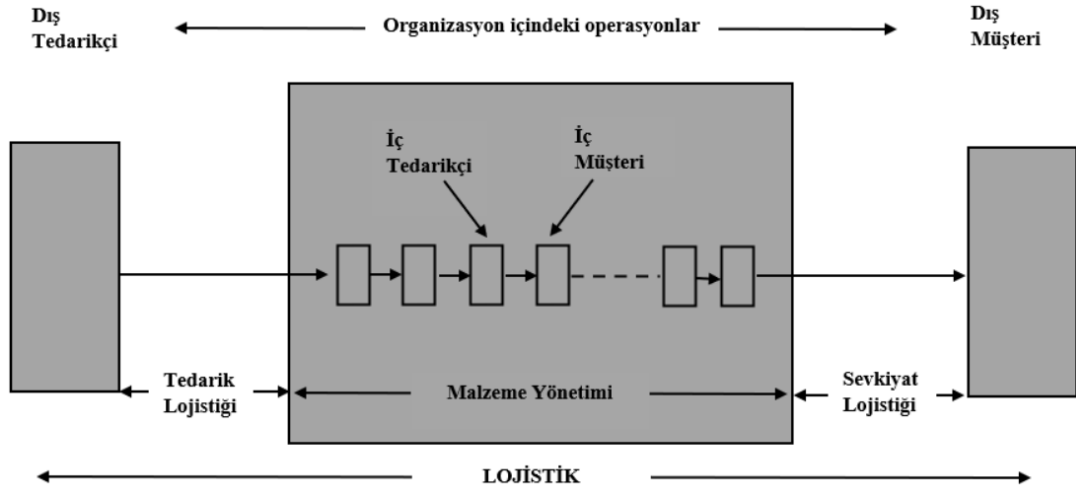 Dış
Tedarikçi
Organizasyon içindeki operasyonlar
Dış
Müşteri
İç
Tedarikçi
İç
Müşteri
Tedarik
Lojistiği
Malzeme Yönetimi
Sevkiyat
Lojistiği
LOJİSTİK